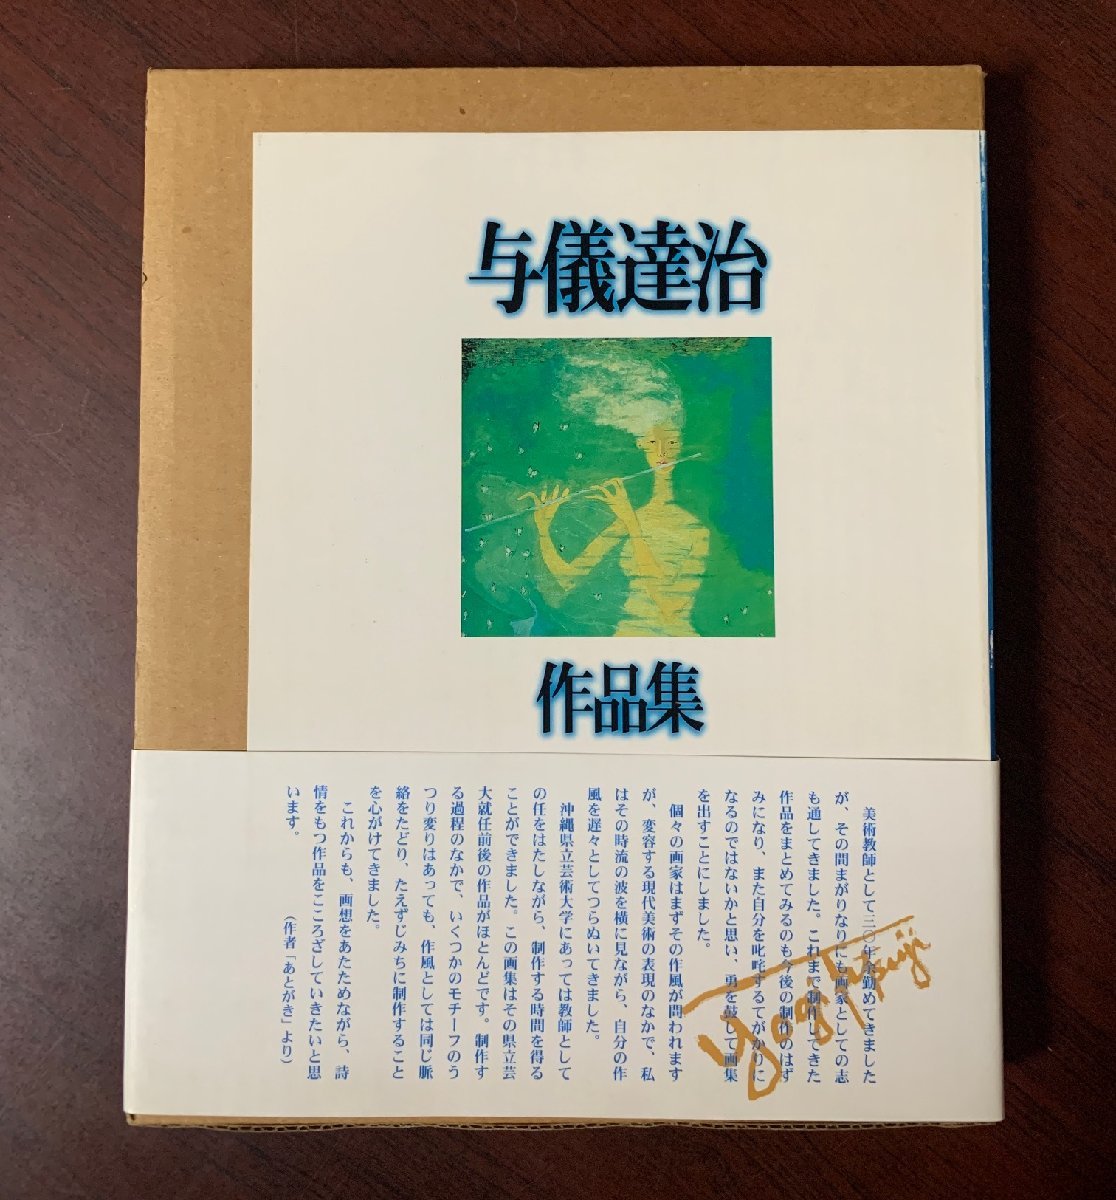 与儀達治
作品集
美術教師として三〇年余勤めてきました
が、その間まがりなりにも画家としての志
も通してきました。これまで制作してきた
作品をまとめてみるのも今後の制作のはず
みになり、また自分を叱咤するてがかりに
なるのではないかと思い、勇を鼓して画集
を出すことにしました。
個々の画家はまずその作風が問われます
が、変容する現代美術の表現のなかで、私
はその時流の波を横に見ながら、自分の作
風を遅々としてつらぬいてきました。
沖縄県立芸術大学にあっては教師として
の任をはたしながら、制作する時間を得る
ことができました。この画集はその県立芸
大就任前後の作品がほとんどです。制作す
る過程のなかで、いくつかのモチーフのう
つり変りはあっても、作風としては同じ脈
絡をたどり、たえずじみちに制作すること
を心がけてきました。
これからも、画想をあたためながら、詩
情をもつ作品をこころざしていきたいと思
います。
(作者「あとがき」より)
Yogi Tatsuji